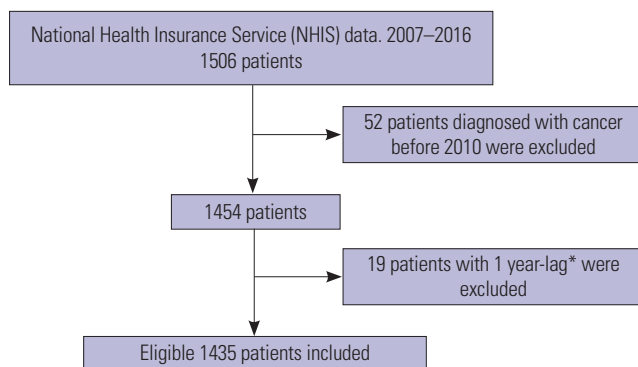 National Health Insurance Service (NHIS) data. 2007–2016
1506 patients
52 patients diagnosed with cancer
before 2010 were excluded
1454 patients
19 patients with 1 year-lag* were
excluded
Eligible 1435 patients included